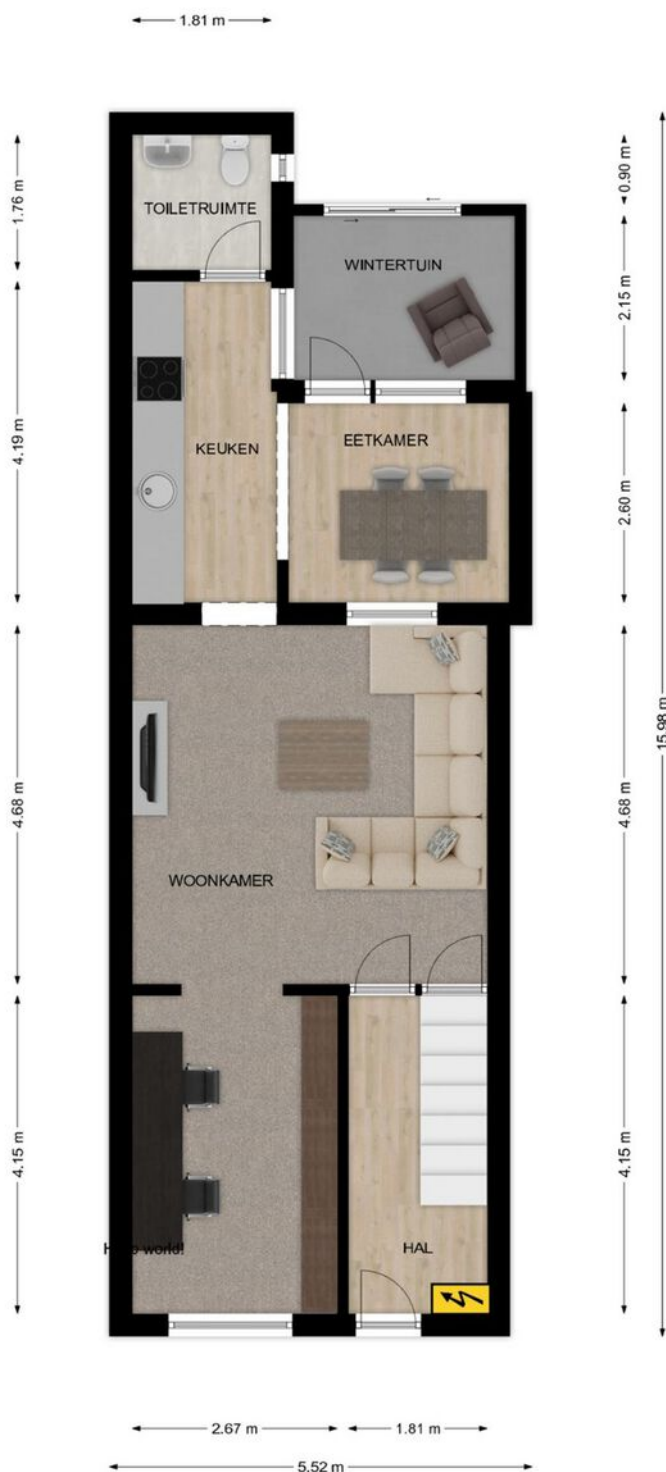 1.81 m
1.76 m
0.90 m
TOILETRUIMTE
WINTERTUIN
2.15 m
4.19 m
KEUKEN
EETKAMER
2.60 m
15.98 m
4.68 m
4.68 m
WOONKAMER
4.15 m
4.15 m
world!
HAL
2.67 m
1.81 m
5.52 m